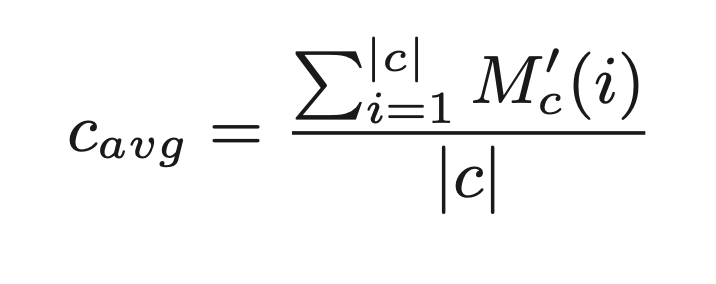 $c_{avg} = \frac{\sum_{i=1}^{|c|} M'_c(i)}{|c|}$